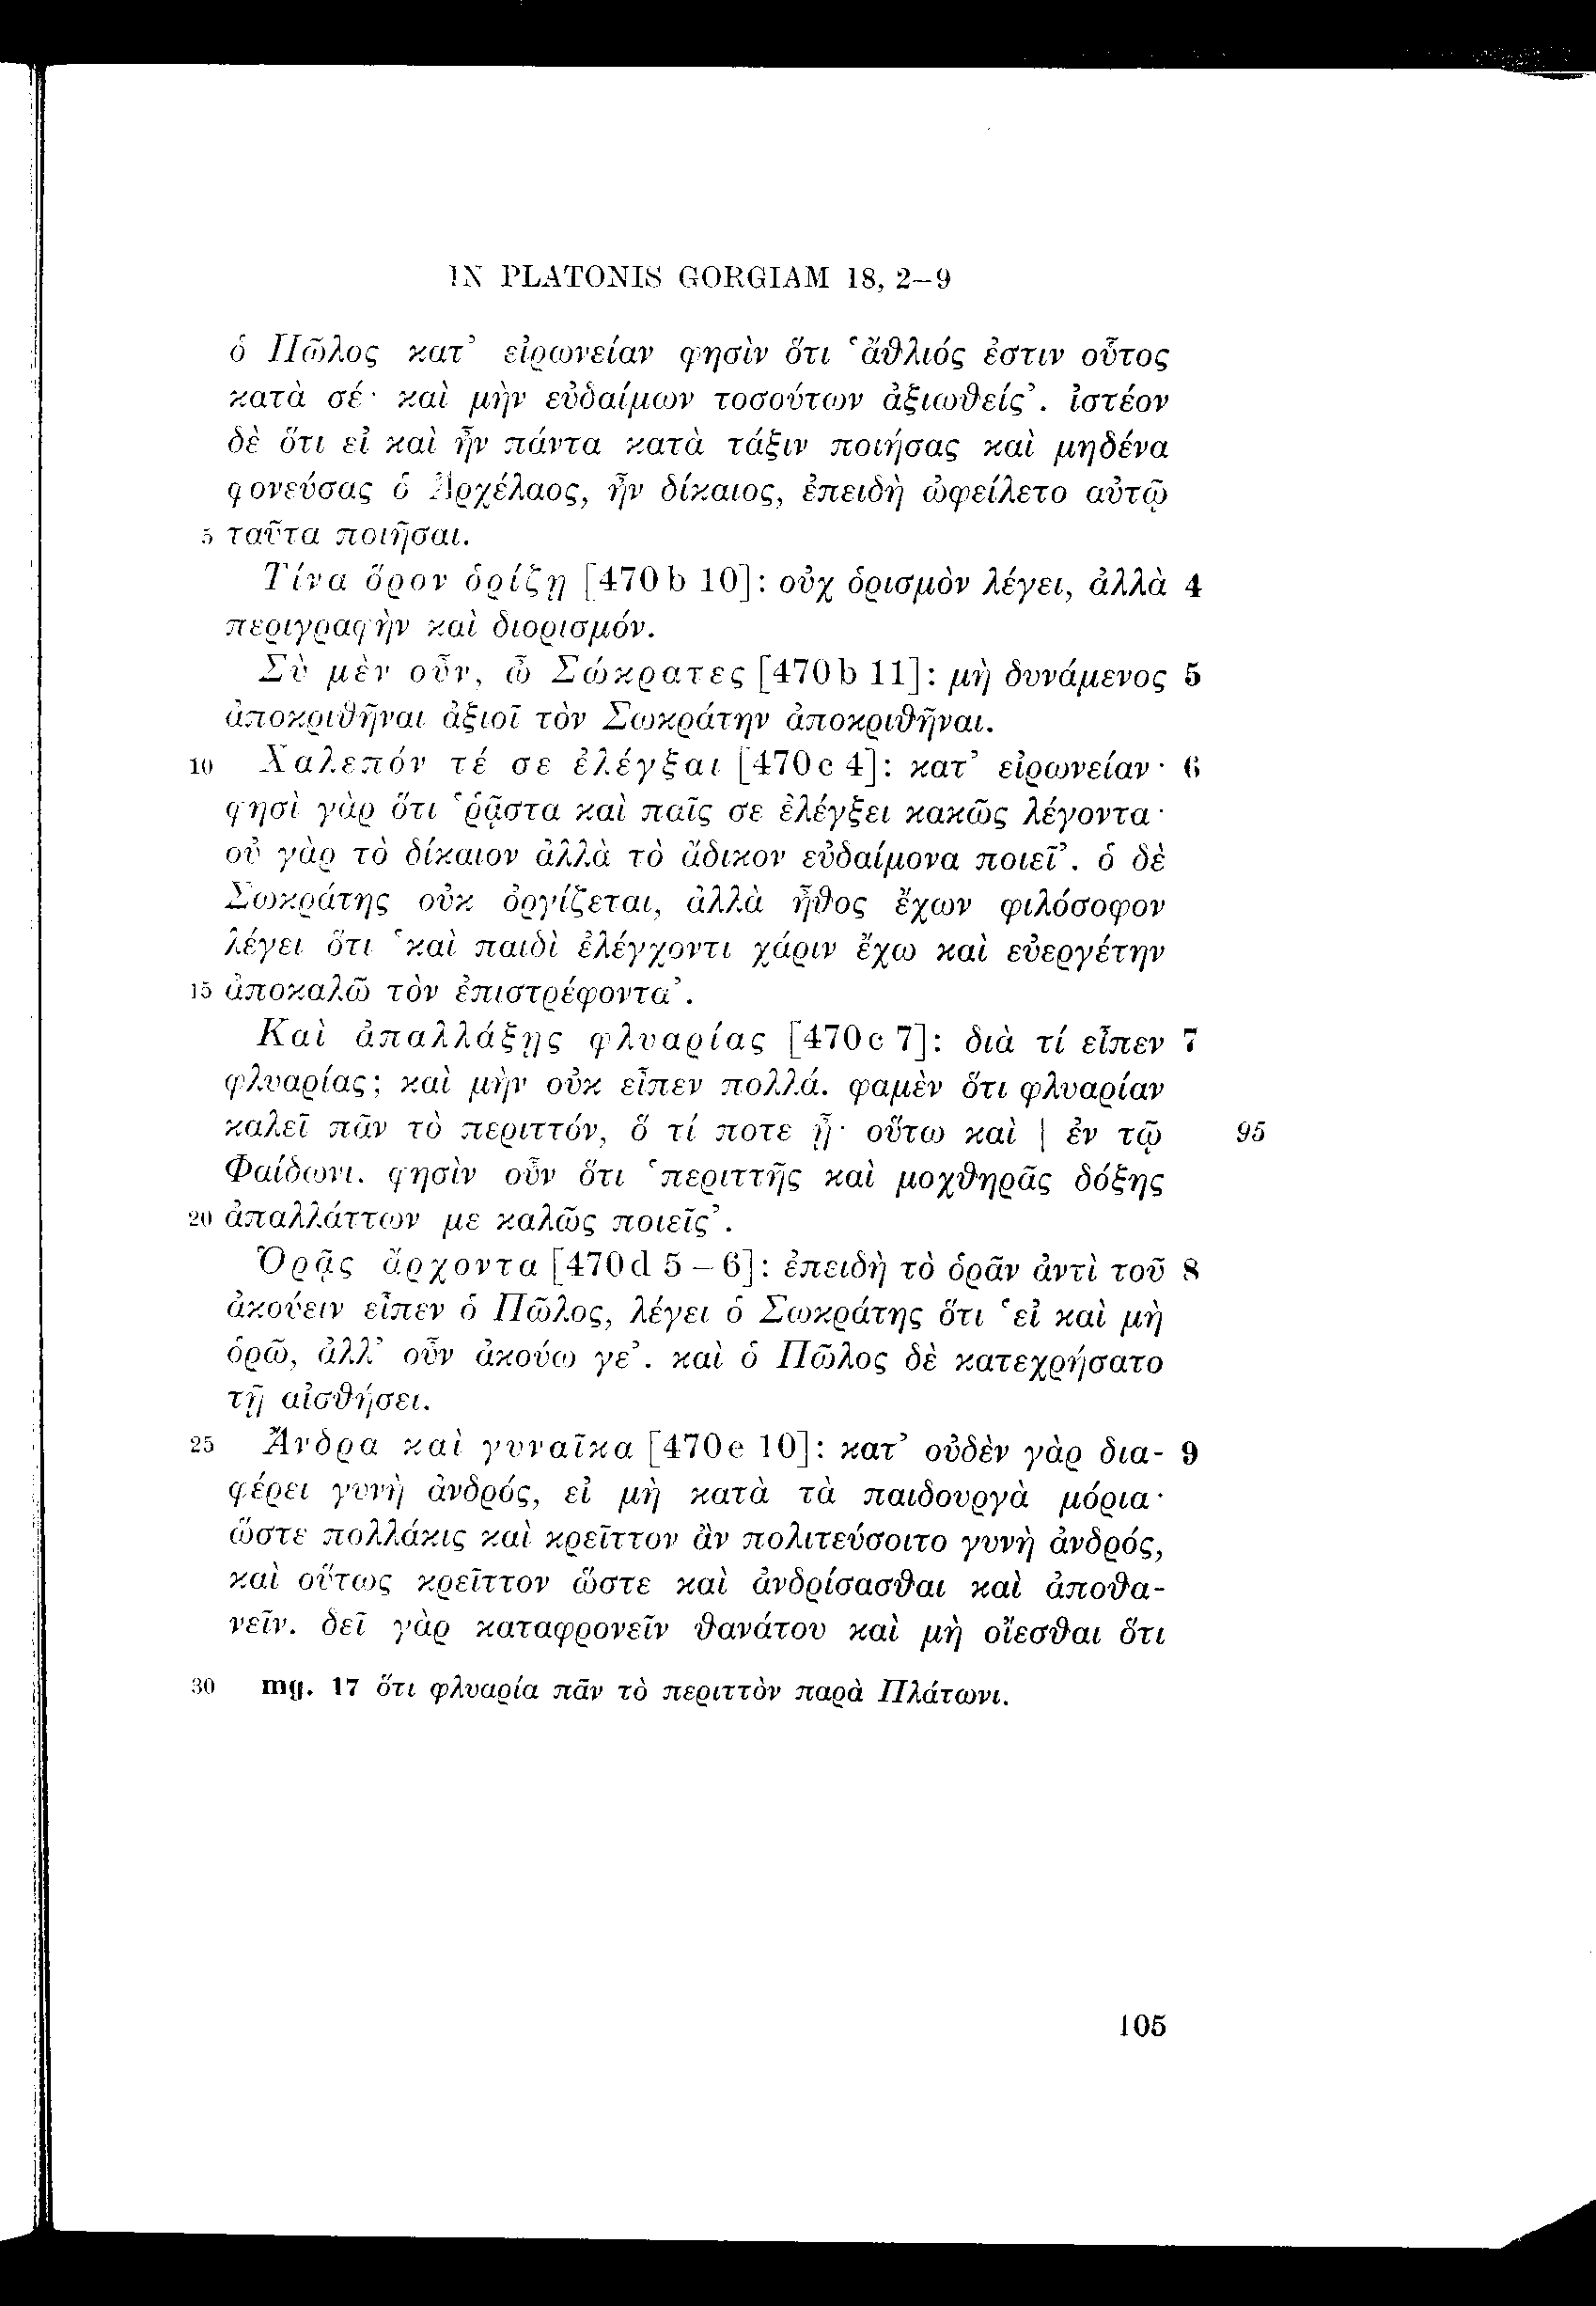 IN PLATONIS GORGIAM 18, 2–9
ὁ Πῶλος κατ’ εἰρωνείαν φησὶν ὅτι ‘ἄθλιός ἐστιν οὗτος
κατὰ σέ· καὶ μὴν εὐδαίμων τοσούτων ἀξιωθείς’. ἰστέον
δὲ ὅτι εἰ καὶ ἦν πάντα κατὰ τάξιν ποιήσας καὶ μηδένα
φονεύσας ὁ Ἀρχέλαος, ἦν δίκαιος, ἐπειδὴ ὠφείλετο αὐτῷ
5 ταῦτα ποιῆσαι.
Τίνα ὅρον ὁρίζῃ [470 b 10]: οὐχ ὁρισμὸν λέγει, ἀλλὰ 4
περιγραφὴν καὶ διορισμόν.
Σὺ μὲν οὖν, ὦ Σώκρατες [470 b 11]: μὴ δυνάμενος 5
ἀποκριθῆναι ἀξιοῖ τὸν Σωκράτην ἀποκριθῆναι.
10 Χαλεπόν τέ σε ἐλέγξαι [470 c 4]: κατ’ εἰρωνείαν· 6
φησὶ γὰρ ὅτι ‘ῥᾷστα καὶ παῖς σε ἐλέγξει κακῶς λέγοντα·
οὐ γὰρ τὸ δίκαιον ἀλλὰ τὸ ἄδικον εὐδαίμονα ποιεῖ’. ὁ δὲ
Σωκράτης οὐκ ὀργίζεται, ἀλλὰ ἦθος ἔχων φιλόσοφον
λέγει ὅτι ‘καὶ παιδὶ ἐλέγχοντι χάριν ἔχω καὶ εὐεργέτην
15 ἀποκαλῶ τὸν ἐπιστρέφοντα’.
Καὶ ἀπαλλάξῃς φλυαρίας [470 c 7]: διὰ τί εἶπεν 7
φλυαρίας; καὶ μὴν οὐκ εἶπεν πολλά. φαμὲν ὅτι φλυαρίαν
καλεῖ πᾶν τὸ περιττόν, ὅ τί ποτε ᾖ· οὕτω καὶ | ἐν τῷ 95
Φαίδωνι. φησὶν οὖν ὅτι ‘περιττῆς καὶ μοχθηρᾶς δόξης
20 ἀπαλλάττων με καλῶς ποιεῖς’.
Ὁρᾷς ἄρχοντα [470 d 5 – 6]: ἐπειδὴ τὸ ὁρᾶν ἀντὶ τοῦ 8
ἀκούειν εἶπεν ὁ Πῶλος, λέγει ὁ Σωκράτης ὅτι ‘εἰ καὶ μὴ
ὁρῶ, ἀλλ’ οὖν ἀκούω γε’. καὶ ὁ Πῶλος δὲ κατεχρήσατο
τῇ αἰσθήσει.
25 Ἄνδρα καὶ γυναῖκα [470 e 10]: κατ’ οὐδὲν γὰρ δια- 9
φέρει γυνὴ ἀνδρός, εἰ μὴ κατὰ τὰ παιδουργὰ μόρια·
ὥστε πολλάκις καὶ κρεῖττον ἂν πολιτεύσοιτο γυνὴ ἀνδρός,
καὶ οὕτως κρεῖττον ὥστε καὶ ἀνδρίσασθαι καὶ ἀποθα-
νεῖν. δεῖ γὰρ καταφρονεῖν θανάτου καὶ μὴ οἴεσθαι ὅτι
30 mg. 17 ὅτι φλυαρία πᾶν τὸ περιττὸν παρὰ Πλάτωνι.
105